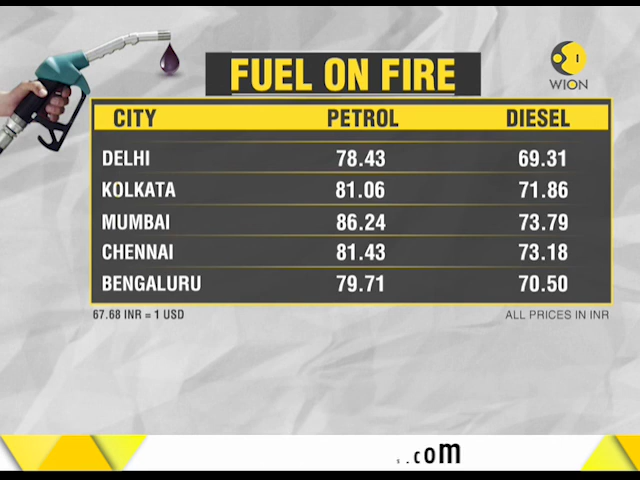 FUEL ON FIRE
WION
CITY PETROL DIESEL
DELHI 78.43 69.31
KOLKATA 81.06 71.86
MUMBAI 86.24 73.79
CHENNAI 81.43 73.18
BENGALURU 79.71 70.50
67.68 INR = 1 USD ALL PRICES IN INR
s.com